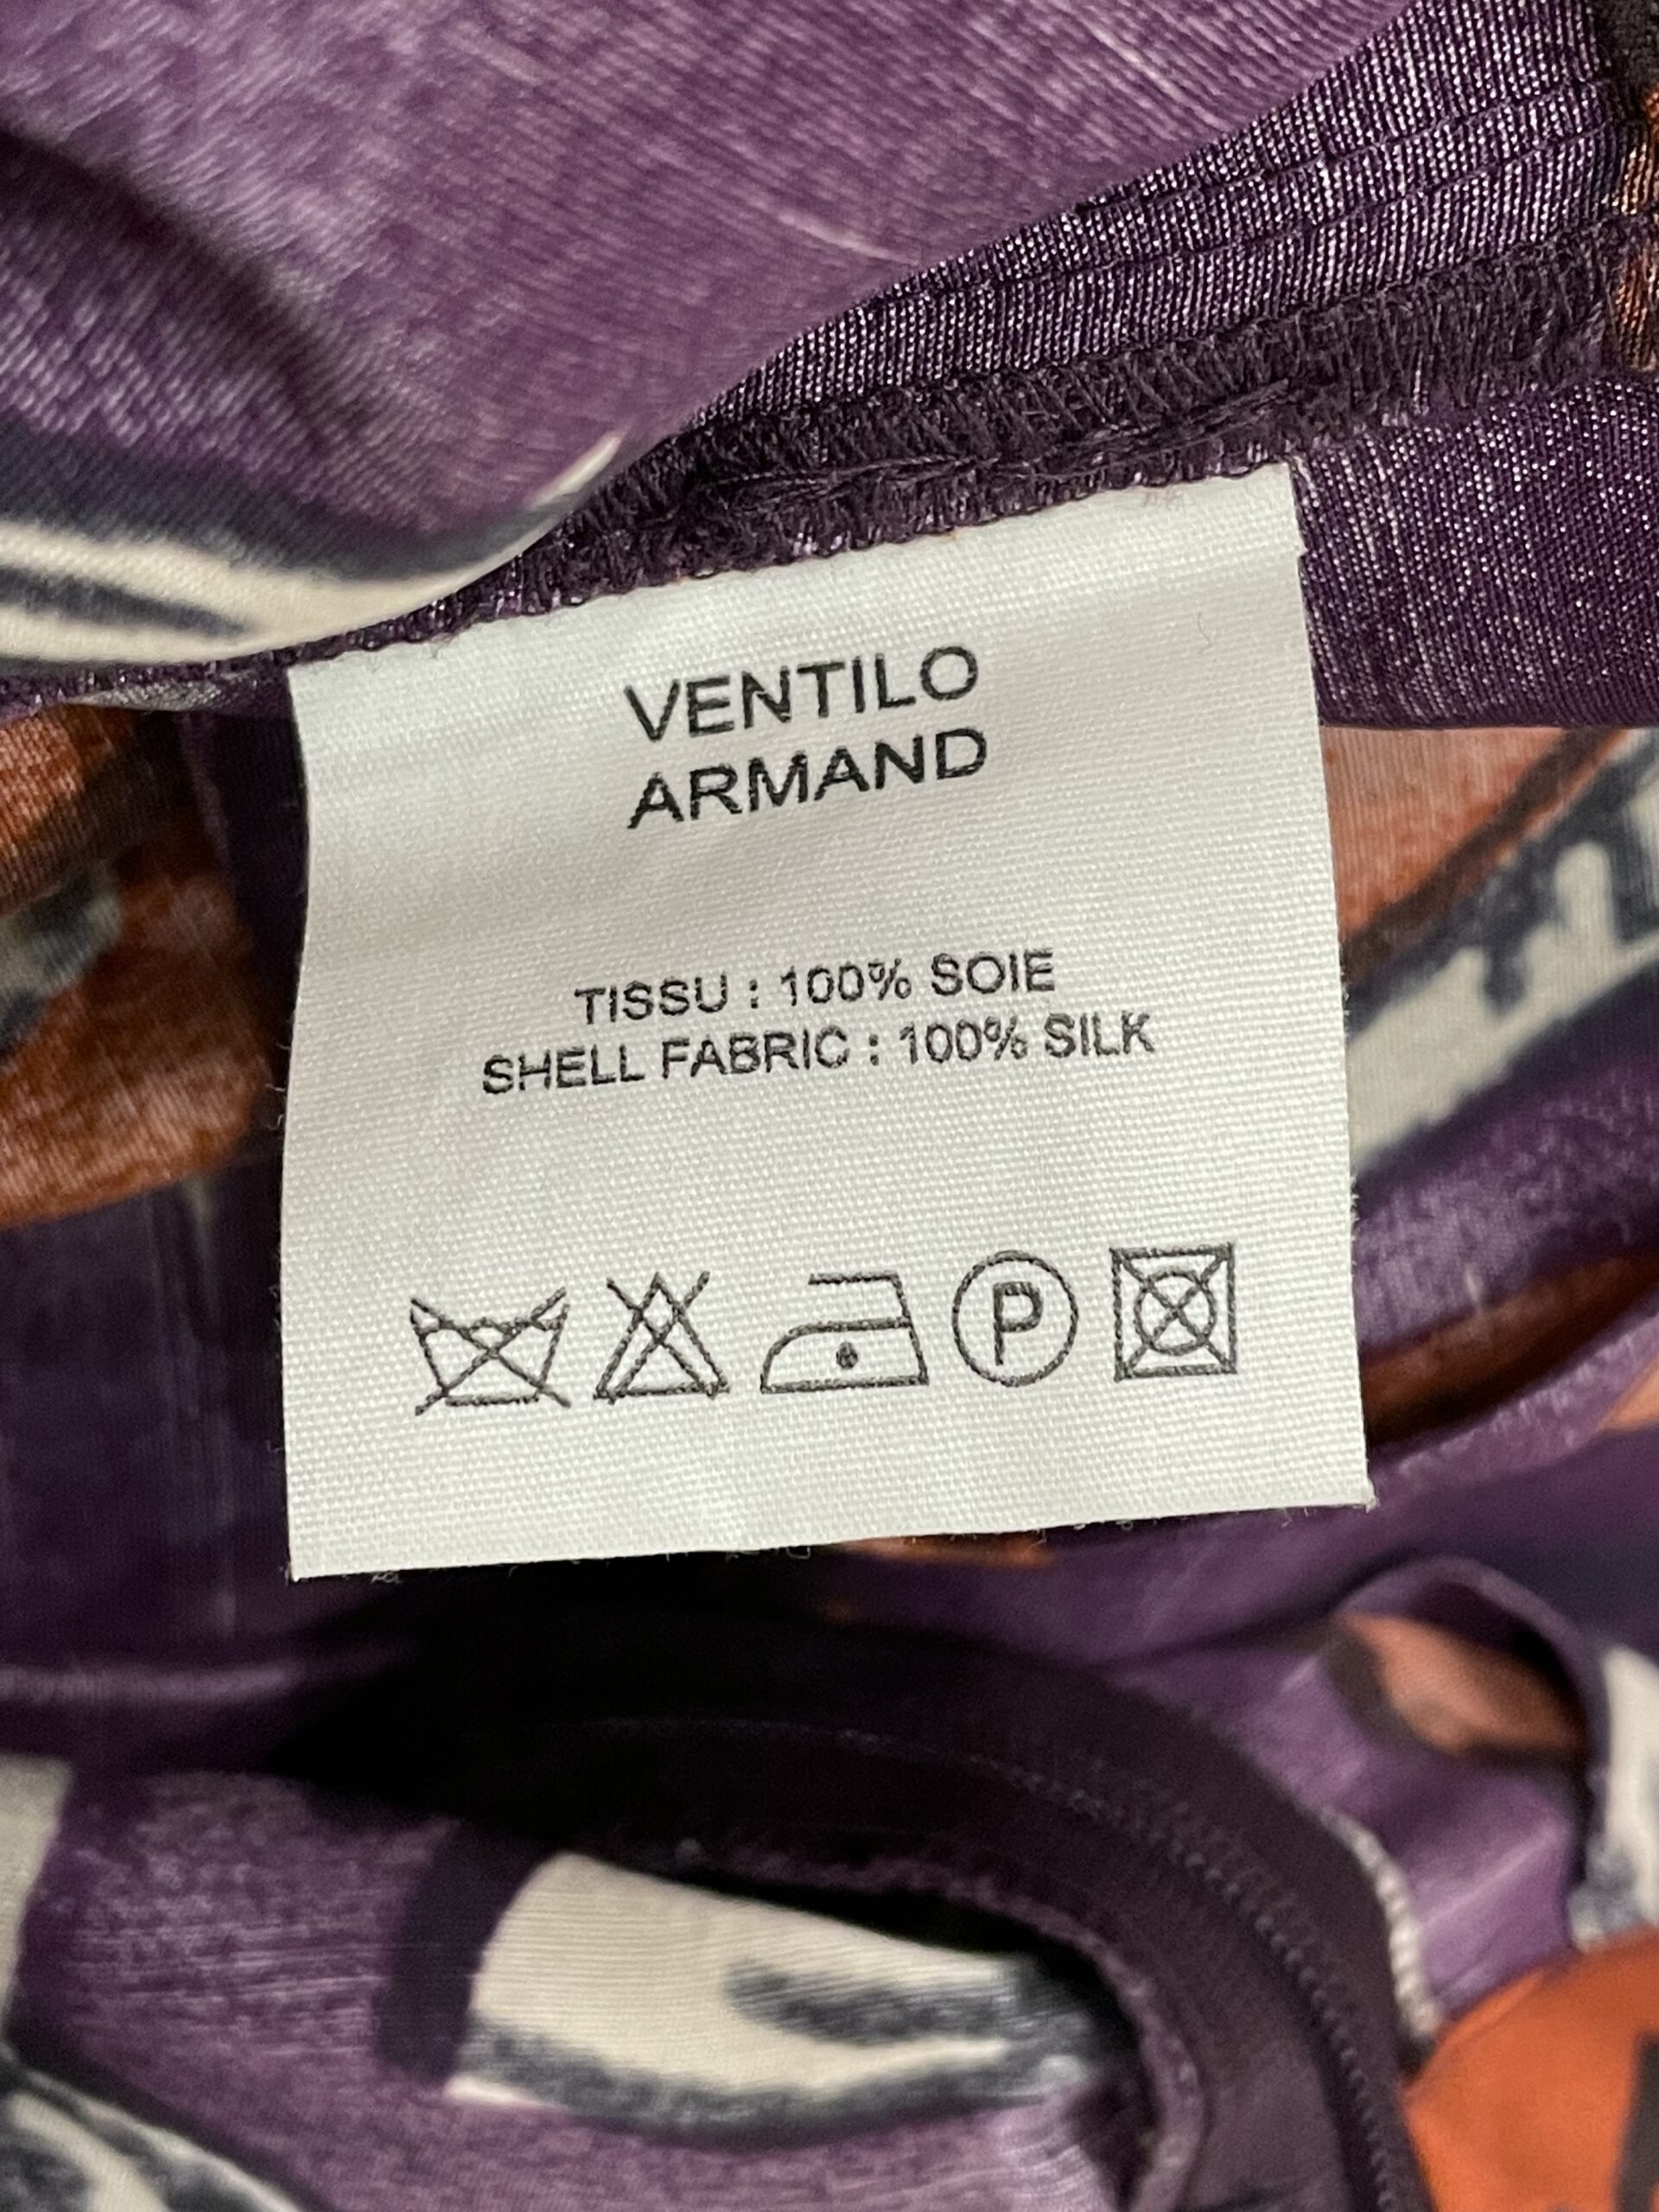 VENTILO
ARMAND
TISSU : 100% SOIE
SHELL FABRIC : 100% SILK
P